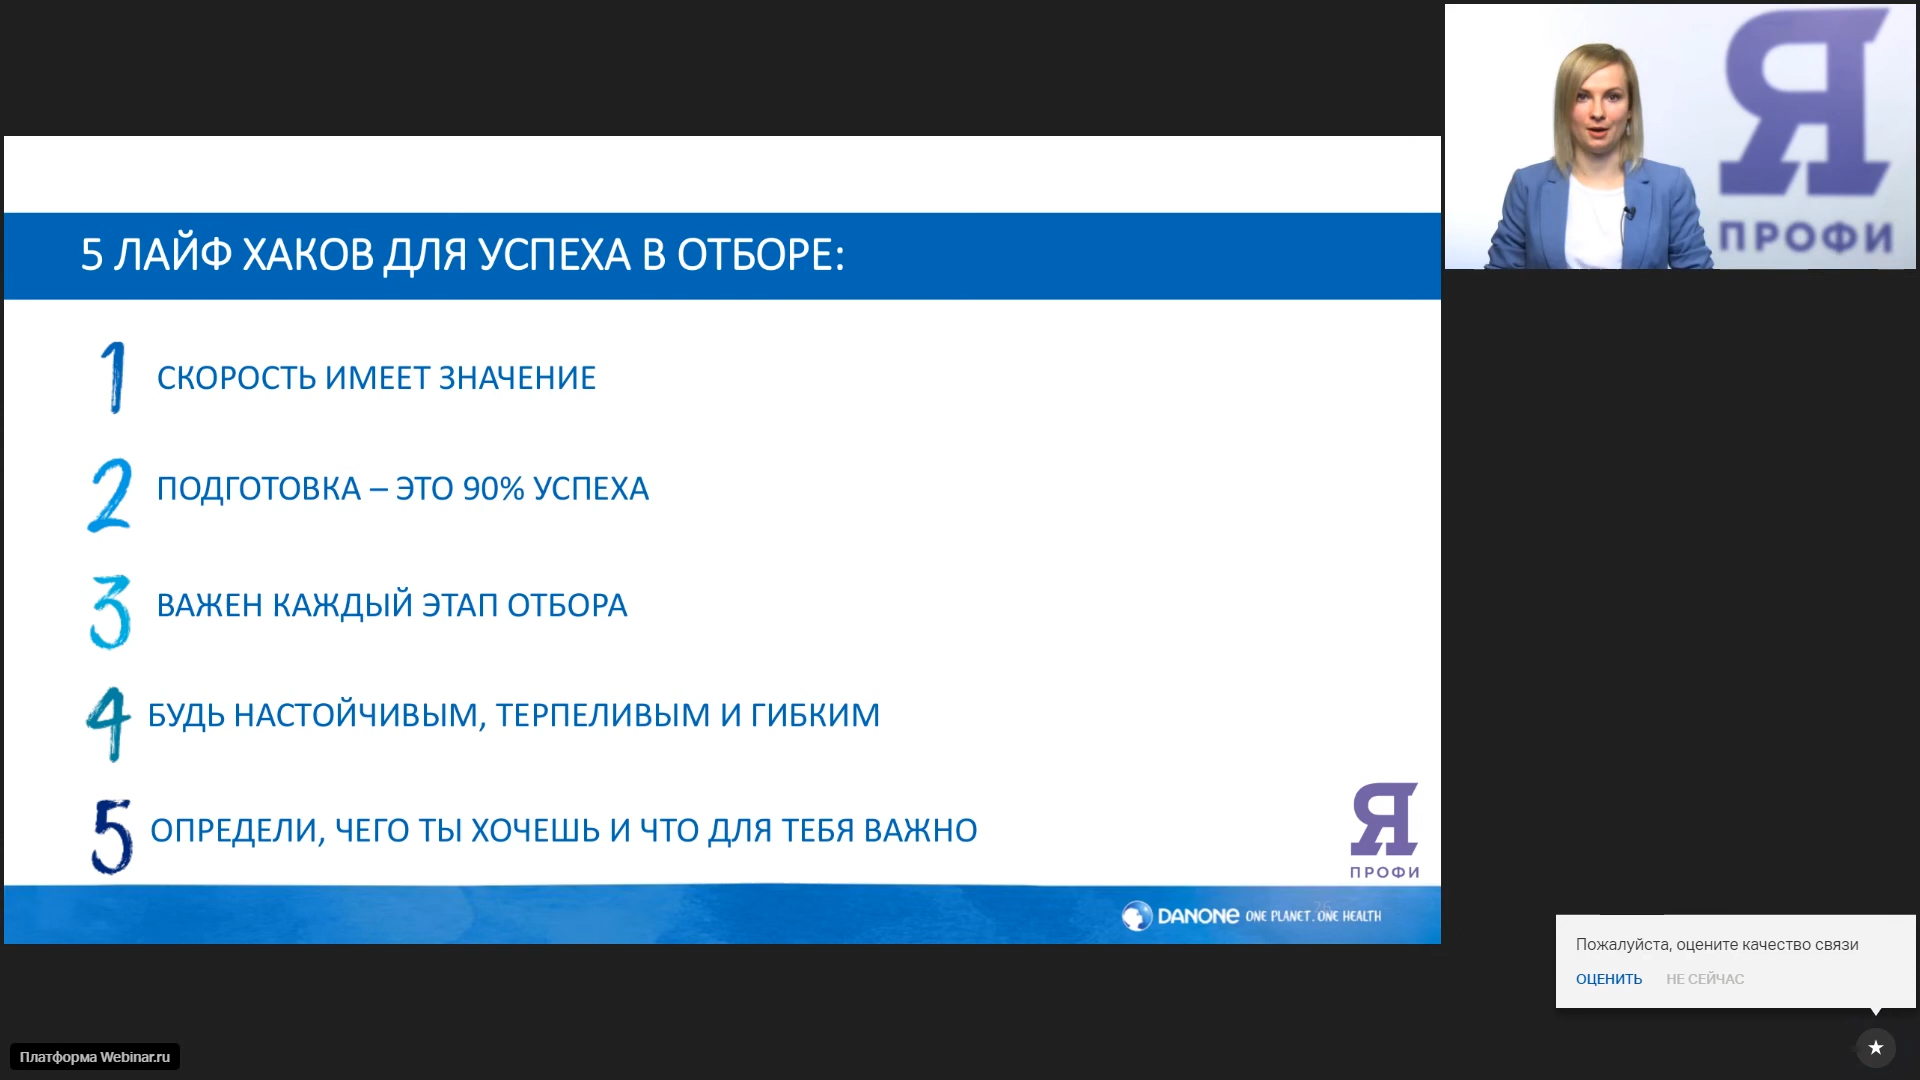 5 ЛАЙФ ХАКОВ ДЛЯ УСПЕХА В ОТБОРЕ:
1 СКОРОСТЬ ИМЕЕТ ЗНАЧЕНИЕ
2 ПОДГОТОВКА – ЭТО 90% УСПЕХА
3 ВАЖЕН КАЖДЫЙ ЭТАП ОТБОРА
4 БУДЬ НАСТОЙЧИВЫМ, ТЕРПЕЛИВЫМ И ГИБКИМ
5 ОПРЕДЕЛИ, ЧЕГО ТЫ ХОЧЕШЬ И ЧТО ДЛЯ ТЕБЯ ВАЖНО
Я
ПРОФИ
DANONE ONE PLANET. ONE HEALTH
26
Я
ПРОФИ
Пожалуйста, оцените качество связи
ОЦЕНИТЬ НЕ СЕЙЧАС
Платформа Webinar.ru